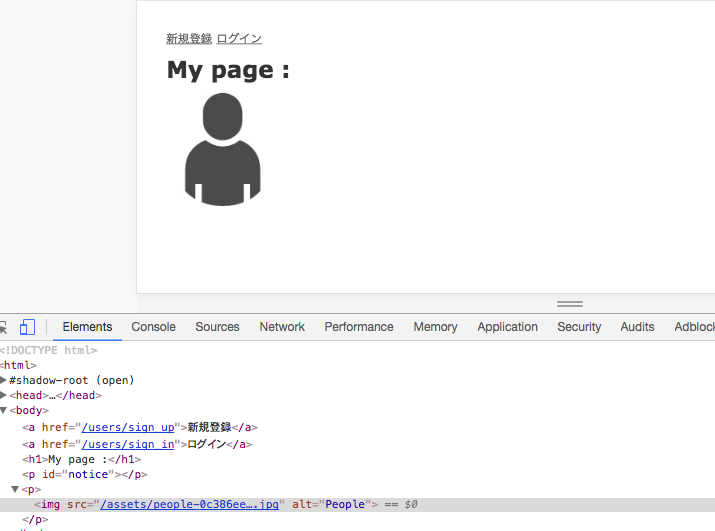 新規登録 ログイン
My page :
Elements Console Sources Network Performance Memory Application Security Audits Adblock
<!DOCTYPE html>
<html>
▶#shadow-root (open)
▶<head>…</head>
▼<body>
<a href="/users/sign_up">新規登録</a>
<a href="/users/sign_in">ログイン</a>
<h1>My page :</h1>
<p id="notice"></p>
▼<p>
<img src="/assets/people-0c386ee….jpg" alt="People"> == $0
</p>